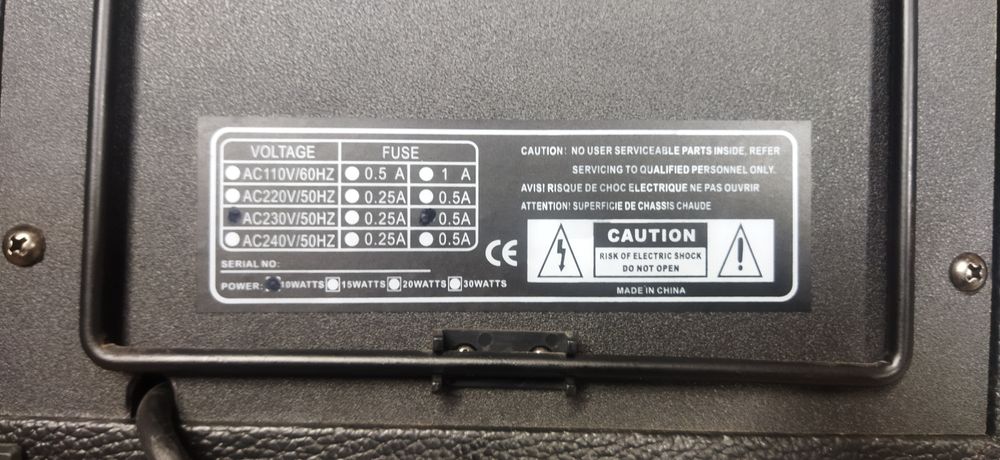 VOLTAGE FUSE
AC110V/60HZ 0.5 A 1 A
AC220V/50HZ 0.25A 0.5A
AC230V/50HZ 0.25A 0.5A
AC240V/50HZ 0.25A 0.5A
SERIAL NO:
POWER: 10WATTS 15WATTS 20WATTS 30WATTS
CE
CAUTION: NO USER SERVICEABLE PARTS INSIDE, REFER
SERVICING TO QUALIFIED PERSONNEL ONLY.
AVISI RISQUE DE CHOC ELECTRIQUE NE PAS OUVRIR
ATTENTION! SUPERFICIE DE CHASSIS CHAUDE
CAUTION
RISK OF ELECTRIC SHOCK
DO NOT OPEN
MADE IN CHINA